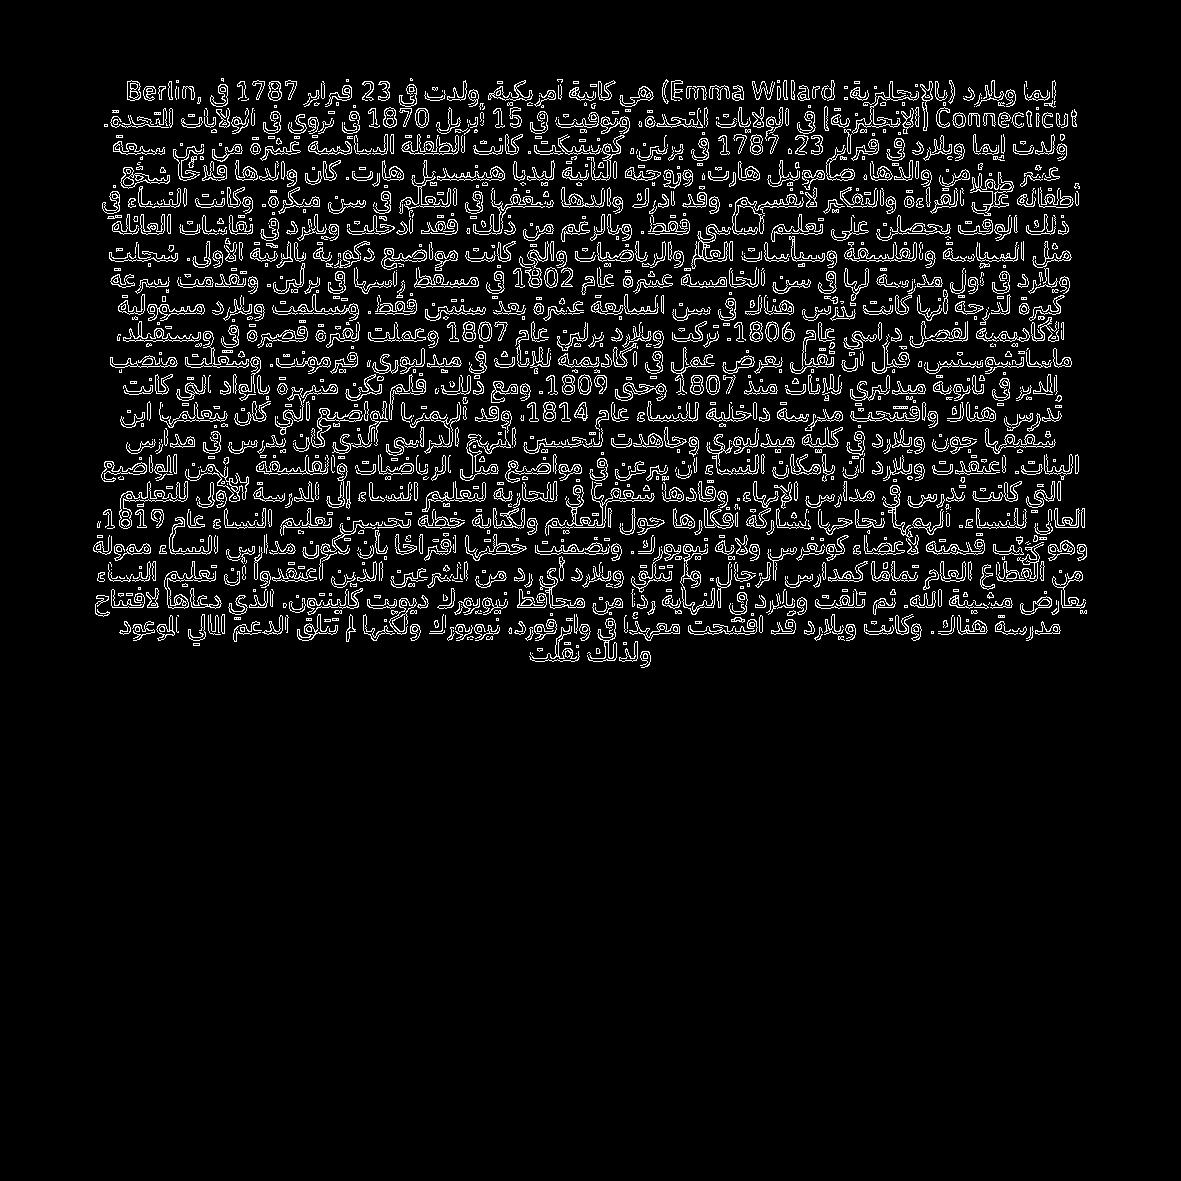 إيما ويلارد (بالإنجليزية: Emma Willard) هي كاتبة أمريكية، ولدت في 23 فبراير 1787 في Berlin,
Connecticut [الإنجليزية] في الولايات المتحدة، وتوفيت في 15 أبريل 1870 في تروي في الولايات المتحدة.
وُلدت إيما ويلارد في فبراير 23، 1787 في برلين، كونيتيكت. كانت الطفلة السادسة عشرة من بين سبعة
عشر طفلًا من والدها، صاموئيل هارت، وزوجته الثانية ليديا هينسديل هارت. كان والدها فلاحًا شجّع
أطفاله على القراءة والتفكير لأنفسهم. وقد أدرك والدها شغفها في التعلم في سن مبكرة. وكانت النساء في
ذلك الوقت يحصلن على تعليم أساسي فقط. وبالرغم من ذلك، فقد أُدخلت ويلارد في نقاشات العائلة
مثل السياسة والفلسفة وسياسات العالم والرياضيات والتي كانت مواضيع ذكورية بالمرتبة الأولى. سُجلت
ويلارد في أول مدرسة لها في سن الخامسة عشرة عام 1802 في مسقط رأسها في برلين. وتقدمت بسرعة
كبيرة لدرجة أنها كانت تُدرّس هناك في سن السابعة عشرة بعد سنتين فقط. وتسلمت ويلارد مسؤولية
الأكاديمية لفصل دراسي عام 1806. تركت ويلارد برلين عام 1807 وعملت لفترة قصيرة في ويستفيلد،
ماساتشوستس، قبل أن تُقبل بعرض عمل في أكاديمية للإناث في ميدلبوري، فيرمونت. وشغلت منصب
المدير في ثانوية ميدلبري للإناث منذ 1807 وحتى 1809. ومع ذلك، فلم تكن منبهرة بالمواد التي كانت
تُدرس هناك وافتتحت مدرسة داخلية للنساء عام 1814، وقد ألهمتها المواضيع التي كان يتعلمها ابن
شقيقها جون ويلارد في كلية ميدلبوري وجاهدت لتحسين المنهج الدراسي الذي كان يُدرس في مدارس
البنات. اعتقدت ويلارد أن بإمكان النساء أن يبرعن في مواضيع مثل الرياضيات والفلسفة من المواضيع
التي كانت تُدرس في مدارس الإنهاء. وقادها شغفها في المحاربة لتعليم النساء إلى المدرسة الأولى للتعليم
العالي للنساء. ألهمها نجاحها لمشاركة أفكارها حول التعليم ولكتابة خطة تحسين تعليم النساء عام 1819،
وهو كُتيّب قدمته لأعضاء كونغرس ولاية نيويورك. وتضمنت خطتها اقتراحًا بأن تكون مدارس النساء ممولة
من القطاع العام تمامًا كمدارس الرجال. ولم تتلق ويلارد أي رد من المشرعين الذين اعتقدوا أن تعليم النساء
يعارض مشيئة الله. ثم تلقت ويلارد في النهاية ردًا من محافظ نيويورك ديويت كلينتون، الذي دعاها لافتتاح
مدرسة هناك. وكانت ويلارد قد افتتحت معهدًا في واترفورد، نيويورك ولكنها لم تتلق الدعم المالي الموعود
ولذلك نقلت